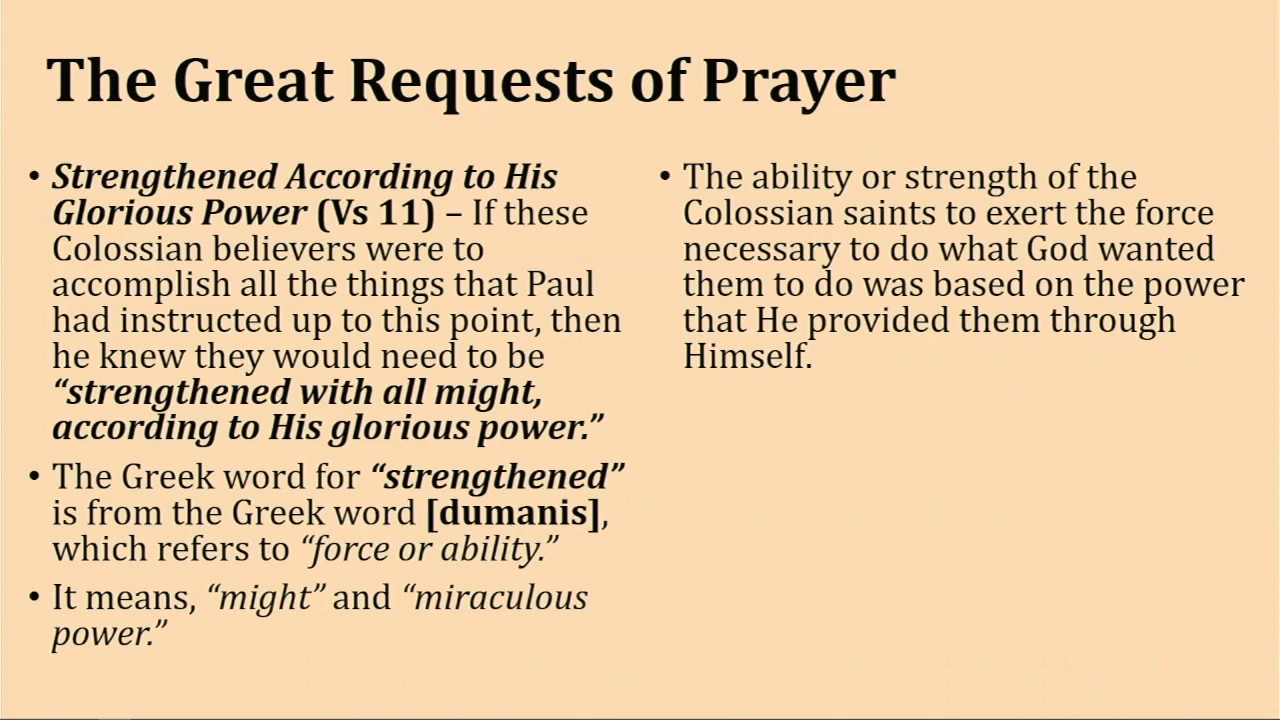 The Great Requests of Prayer
• Strengthened According to His
Glorious Power (Vs 11) – If these
Colossian believers were to
accomplish all the things that Paul
had instructed up to this point, then
he knew they would need to be
“strengthened with all might,
according to His glorious power.”
• The Greek word for “strengthened”
is from the Greek word [dumanis],
which refers to “force or ability.”
• It means, “might” and “miraculous
power.”
• The ability or strength of the
Colossian saints to exert the force
necessary to do what God wanted
them to do was based on the power
that He provided them through
Himself.